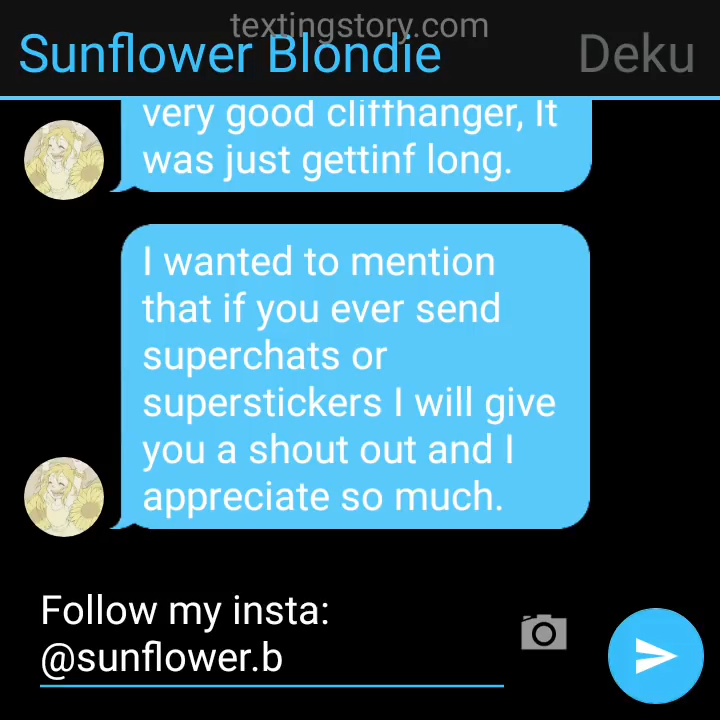 textingstory.com
Sunflower Blondie
Deku
very good cliffhanger, It
was just gettinf long.
I wanted to mention
that if you ever send
superchats or
superstickers I will give
you a shout out and I
appreciate so much.
Follow my insta:
@sunflower.b